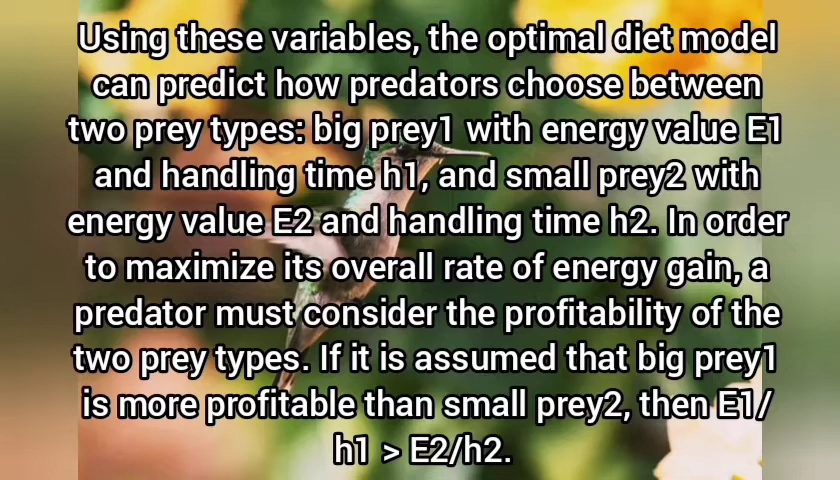 Using these variables, the optimal diet model
can predict how predators choose between
two prey types: big prey1 with energy value E1
and handling time h1, and small prey2 with
energy value E2 and handling time h2. In order
to maximize its overall rate of energy gain, a
predator must consider the profitability of the
two prey types. If it is assumed that big prey1
is more profitable than small prey2, then E1/
h1 > E2/h2.